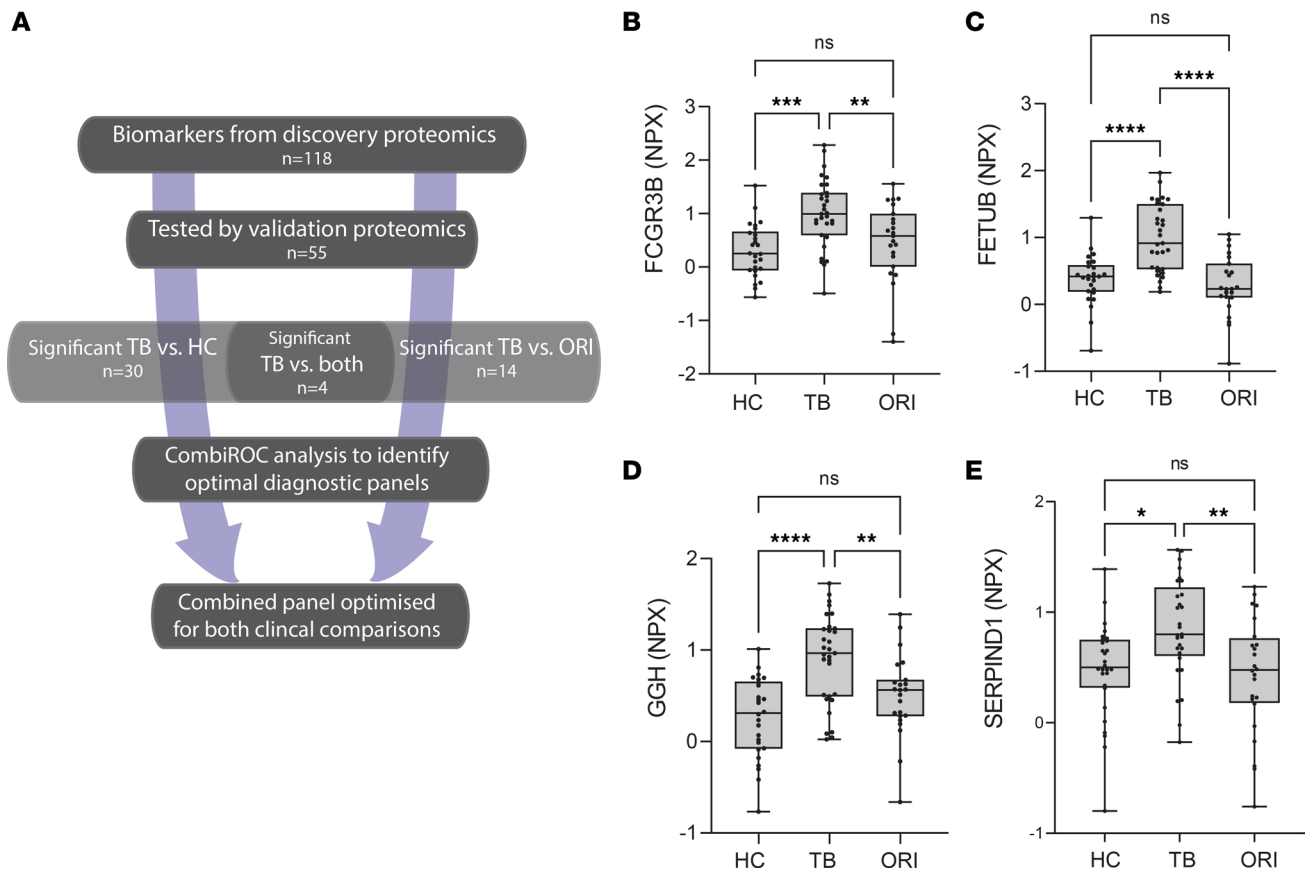 A
Biomarkers from discovery proteomics
n=118
Tested by validation proteomics
n=55
Significant TB vs. HC
n=30
Significant
TB vs. both
n=4
Significant TB vs. ORI
n=14
CombiROC analysis to identify
optimal diagnostic panels
Combined panel optimised
for both clincal comparisons
B
ns
***
**
FCGR3B (NPX)
3
2
1
0
-1
-2
HC
TB
ORI
C
ns
****
****
FETUB (NPX)
3
2
1
0
-1
HC
TB
ORI
D
ns
****
**
GGH (NPX)
2
1
0
-1
HC
TB
ORI
E
ns
*
**
SERPIND1 (NPX)
2
1
0
-1
HC
TB
ORI